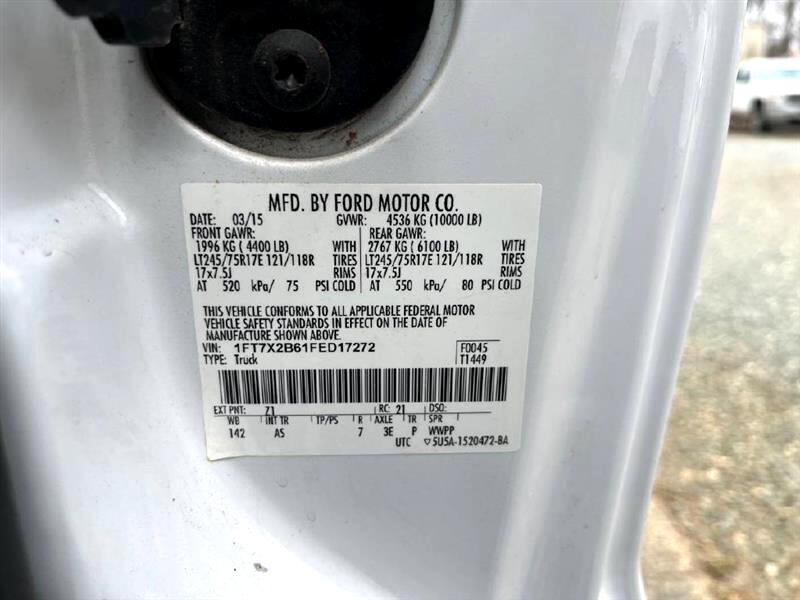 MFD. BY FORD MOTOR CO.
DATE: 03/15 GVWR: 4536 KG (10000 LB)
FRONT GAWR: REAR GAWR:
1996 KG ( 4400 LB) WITH 2767 KG ( 6100 LB) WITH
LT245/75R17E 121/118R TIRES LT245/75R17E 121/118R TIRES
17x7.5J RIMS 17x7.5J RIMS
AT 520 kPa/ 75 PSI COLD AT 550 kPa/ 80 PSI COLD
THIS VEHICLE CONFORMS TO ALL APPLICABLE FEDERAL MOTOR
VEHICLE SAFETY STANDARDS IN EFFECT ON THE DATE OF
MANUFACTURE SHOWN ABOVE.
VIN: 1FT7X2B61FED17272 F0045
TYPE: Truck T1449
EXT PNT: Z1 RC: 21 DSO:
WB INT TR TP/PS R AXLE TR SPR
142 AS 7 3E P WWPP
UTC ▽5U5A-1520472-BA